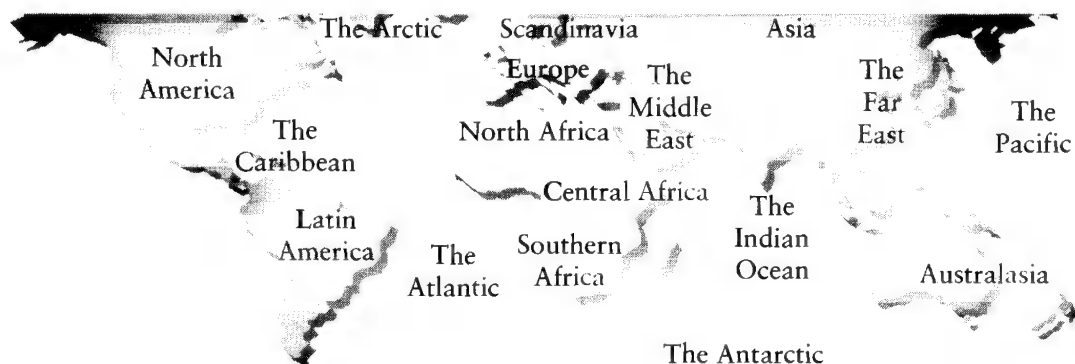 The Arctic
Scandinavia
Asia
North
America
Europe
The
Middle
East
The
Far
East
The
Pacific
The
Caribbean
North Africa
Central Africa
Latin
America
The
Atlantic
Southern
Africa
The
Indian
Ocean
Australasia
The Antarctic